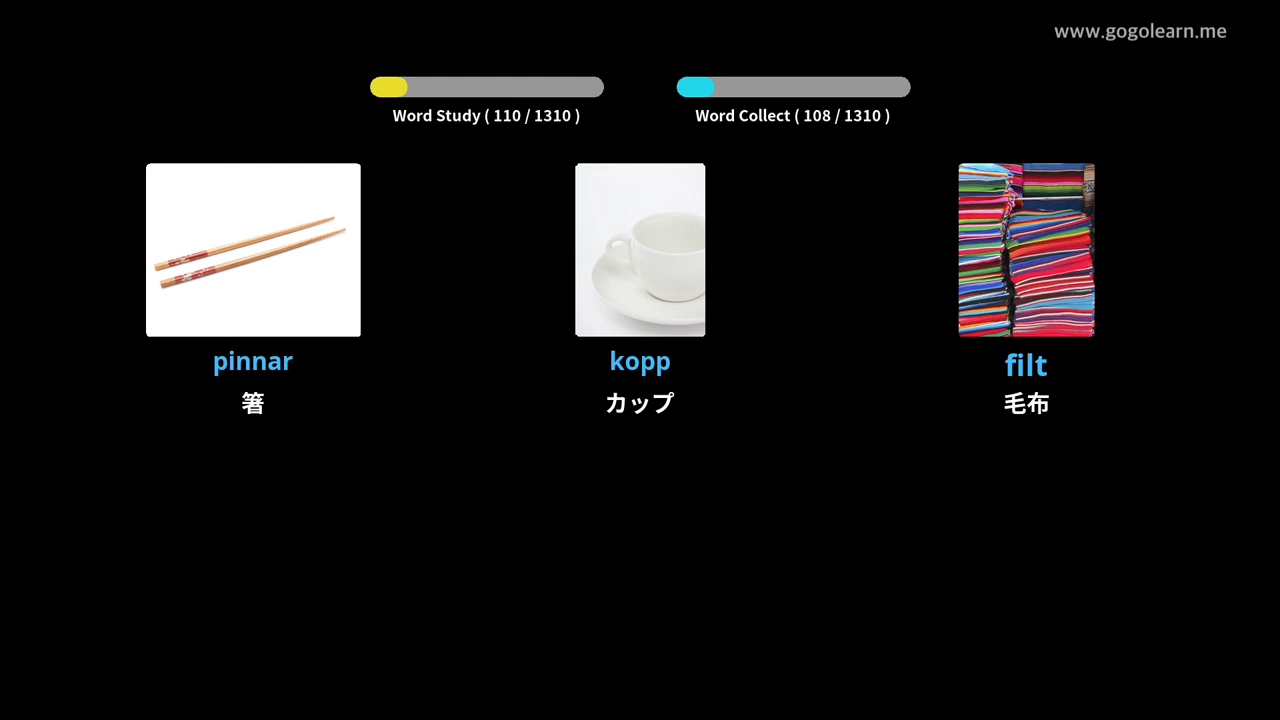 www.gogolearn.me
Word Study ( 110 / 1310 )
Word Collect ( 108 / 1310 )
pinnar
kopp
filt
箸
カップ
毛布